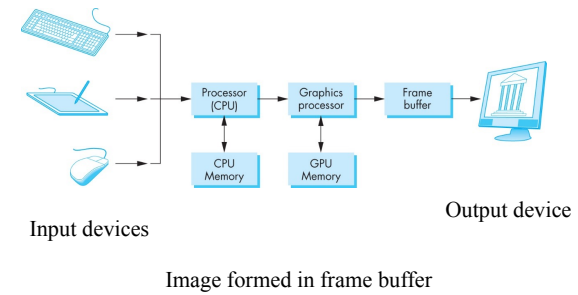 Processor
(CPU)
Graphics
processor
Frame
buffer
CPU
Memory
GPU
Memory
Input devices
Output device
Image formed in frame buffer